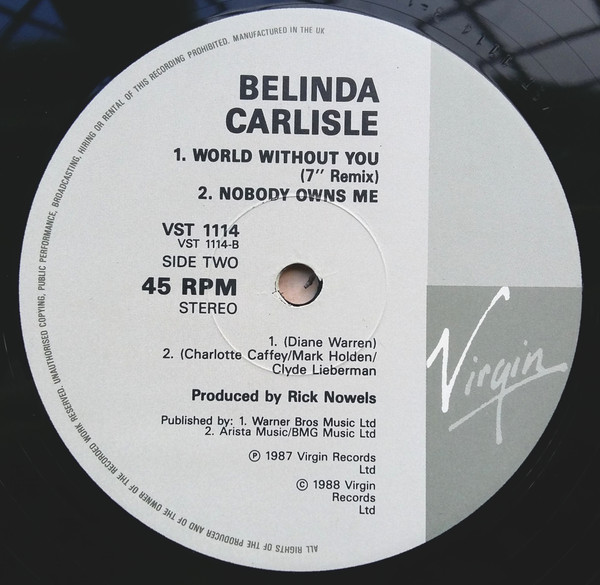 BELINDA
CARLISLE
1. WORLD WITHOUT YOU
(7″ Remix)
2. NOBODY OWNS ME
VST 1114
VST 1114-B
SIDE TWO
45 RPM
STEREO
1. (Diane Warren)
2. (Charlotte Caffey/Mark Holden/
Clyde Lieberman
Produced by Rick Nowels
Published by: 1. Warner Bros Music Ltd
2. Arista Music/BMG Music Ltd
℗ 1987 Virgin Records
Ltd
© 1988 Virgin
Records
Ltd
Virgin
ALL RIGHTS OF THE PRODUCER AND OF THE OWNER OF THE RECORDED WORK RESERVED. UNAUTHORISED COPYING, PUBLIC PERFORMANCE, BROADCASTING, HIRING OR RENTAL OF THIS RECORDING PROHIBITED. MANUFACTURED IN THE UK